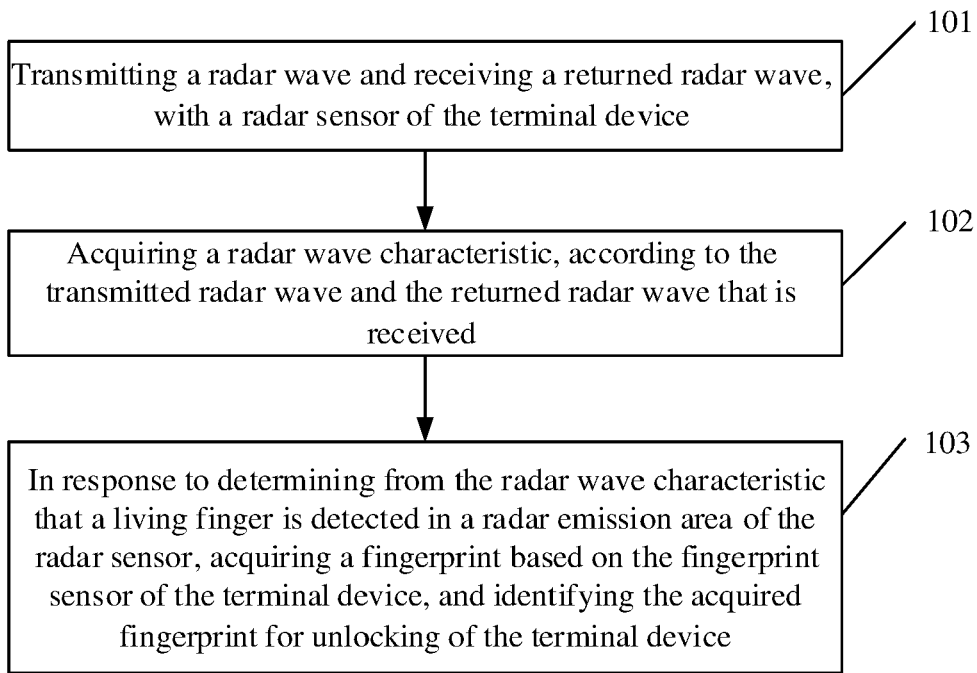 101
Transmitting a radar wave and receiving a returned radar wave,
with a radar sensor of the terminal device
102
Acquiring a radar wave characteristic, according to the
transmitted radar wave and the returned radar wave that is
received
103
In response to determining from the radar wave characteristic
that a living finger is detected in a radar emission area of the
radar sensor, acquiring a fingerprint based on the fingerprint
sensor of the terminal device, and identifying the acquired
fingerprint for unlocking of the terminal device